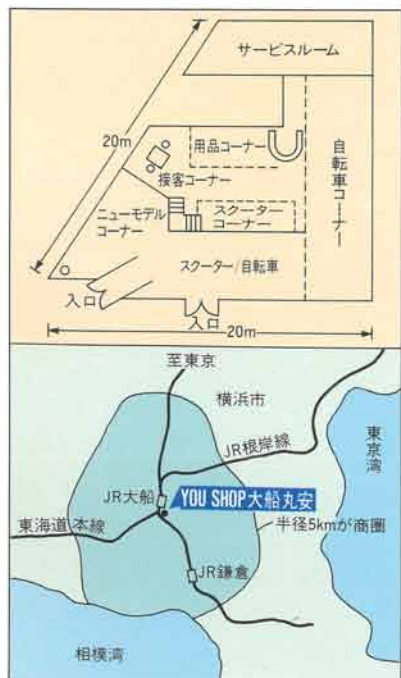 サービスルーム
20m
用品コーナー
自転車コーナー
接客コーナー
ニューモデル
コーナー
スクーター
コーナー
スクーター/自転車
入口
入口
20m
至東京
横浜市
JR根岸線
東京湾
JR大船
YOU SHOP大船丸安
東海道本線
半径5kmが商圏
JR鎌倉
相模湾